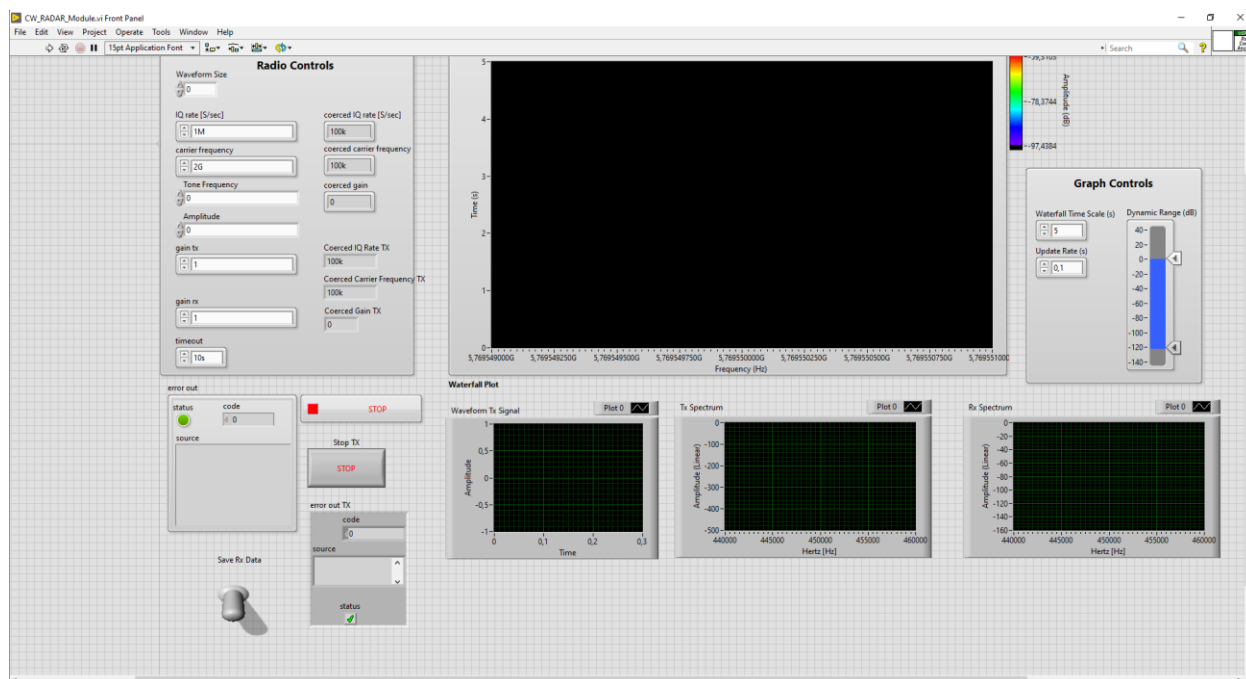 CW_RADAR_Module.vi Front Panel
File Edit View Project Operate Tools Window Help
15pt Application Font
Search
Radio Controls
Waveform Size
0
IQ rate [S/sec]
1M
coerced IQ rate [S/sec]
100k
carrier frequency
2G
coerced carrier frequency
100k
Tone Frequency
0
coerced gain
0
Amplitude
0
gain tx
1
Coerced IQ Rate TX
100k
Coerced Carrier Frequency TX
100k
gain rx
1
Coerced Gain TX
0
timeout
10s
Time (s)
5
4
3
2
1
0
5,769549000G 5,769549250G 5,769549500G 5,769549750G 5,769550000G 5,769550250G 5,769550500G 5,769550750G 5,769551000
Frequency (Hz)
-78,3744
-97,4384
Amplitude (dB)
Graph Controls
Waterfall Time Scale (s)
5
Update Rate (s)
0,1
Dynamic Range (dB)
40
20
0
-20
-40
-60
-80
-100
-120
-140
Waterfall Plot
error out
status
code
0
source
STOP
Stop TX
STOP
error out TX
code
0
source
status
Save Rx Data
Waveform Tx Signal
Plot 0
Amplitude
1
0,5
0
-0,5
-1
0 0,1 0,2 0,3
Time
Tx Spectrum
Plot 0
Amplitude (Linear)
0
-100
-200
-300
-400
-500
440000 445000 450000 455000 460000
Hertz [Hz]
Rx Spectrum
Plot 0
Amplitude (Linear)
0
-20
-40
-60
-80
-100
-120
-140
-160
440000 445000 450000 455000 460000
Hertz [Hz]